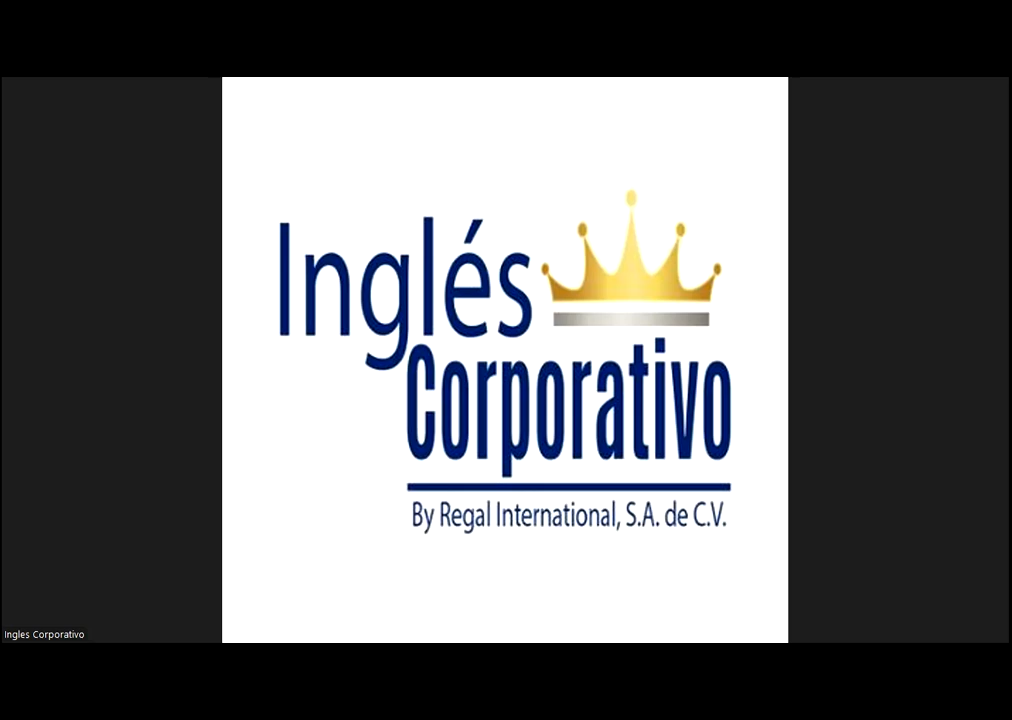 Inglés
Corporativo
By Regal International, S.A. de C.V.
Ingles Corporativo